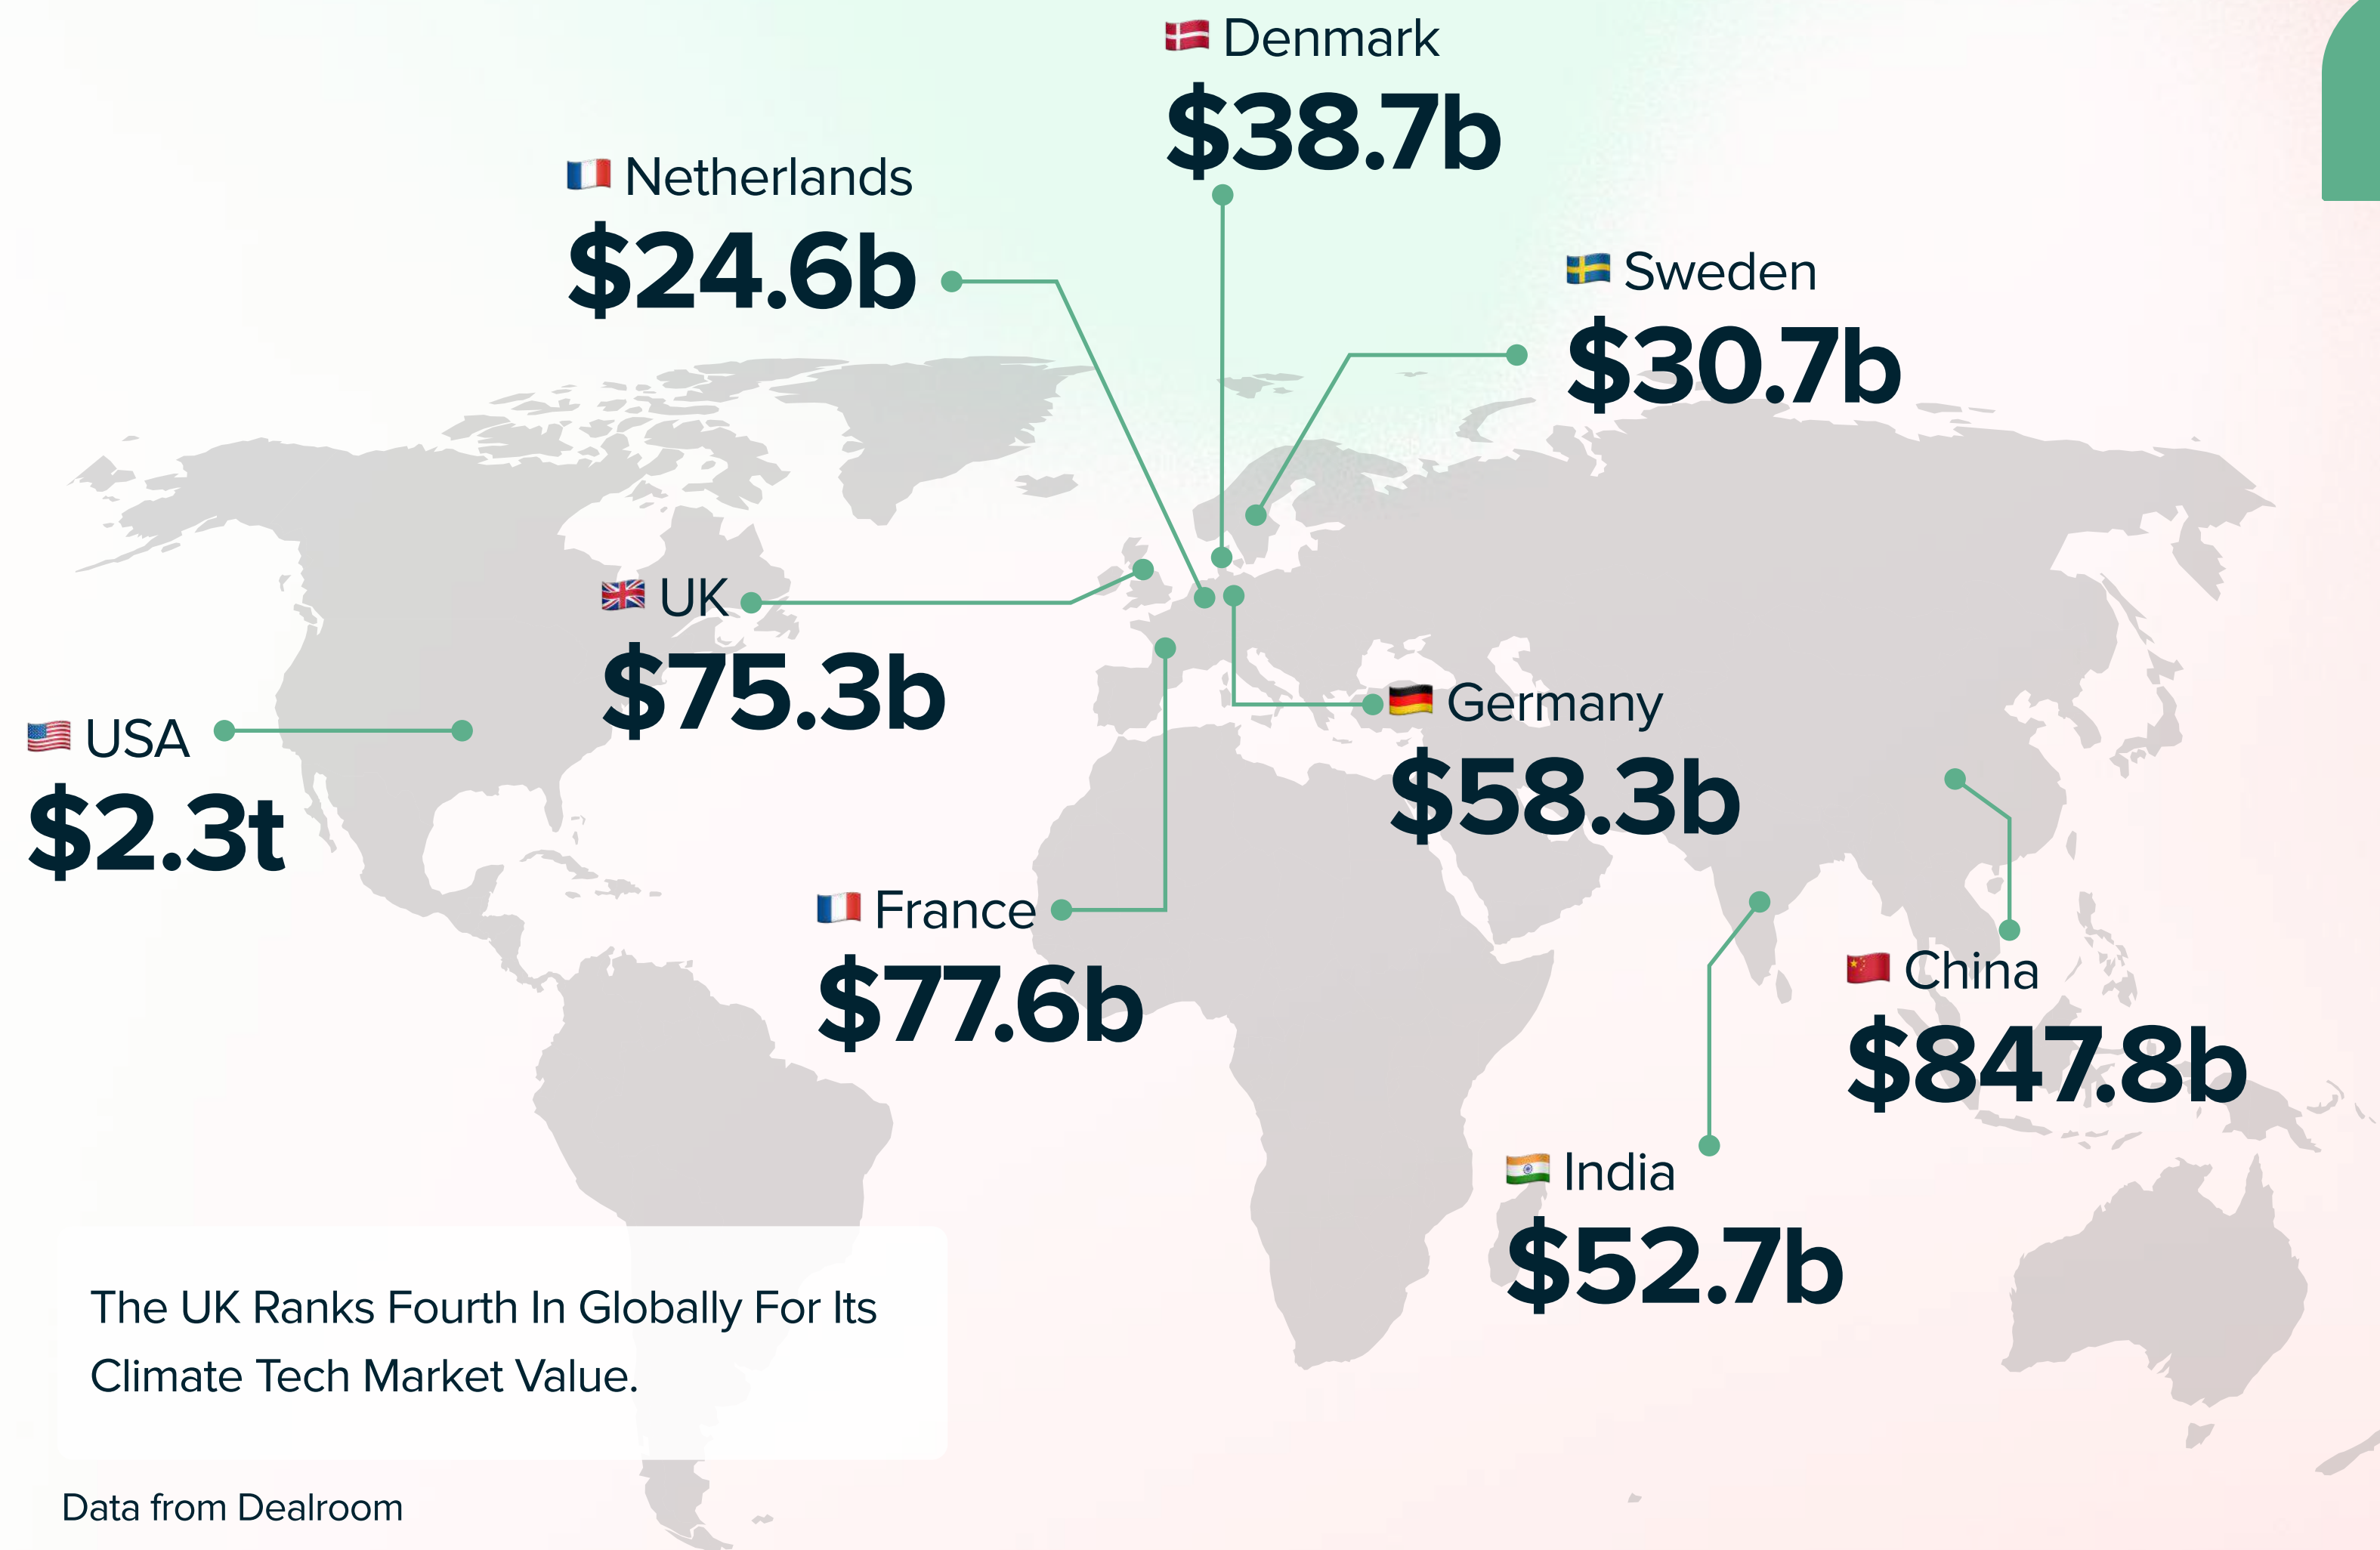 Denmark
$38.7b
Netherlands
$24.6b
Sweden
$30.7b
UK
$75.3b
Germany
$58.3b
USA
$2.3t
France
$77.6b
China
$847.8b
India
$52.7b
The UK Ranks Fourth In Globally For Its
Climate Tech Market Value.
Data from Dealroom